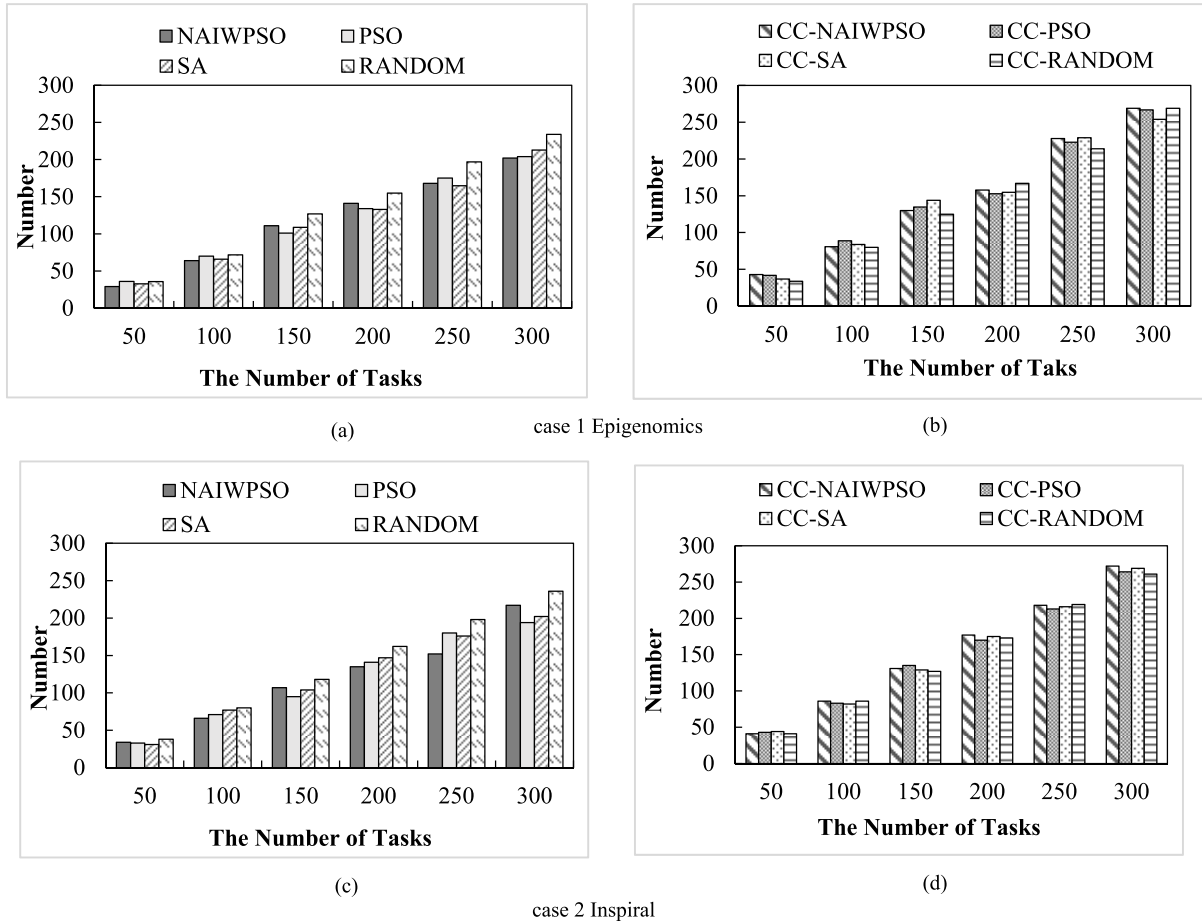 NAIWPSO PSO
SA RANDOM
300
250
200
150
100
50
0
Number
50 100 150 200 250 300
The Number of Tasks
(a)
CC-NAIWPSO CC-PSO
CC-SA CC-RANDOM
300
250
200
150
100
50
0
Number
50 100 150 200 250 300
The Number of Taks
(b)
case 1 Epigenomics
NAIWPSO PSO
SA RANDOM
300
250
200
150
100
50
0
Number
50 100 150 200 250 300
The Number of Tasks
(c)
CC-NAIWPSO CC-PSO
CC-SA CC-RANDOM
300
250
200
150
100
50
0
Number
50 100 150 200 250 300
The Number of Tasks
(d)
case 2 Inspiral